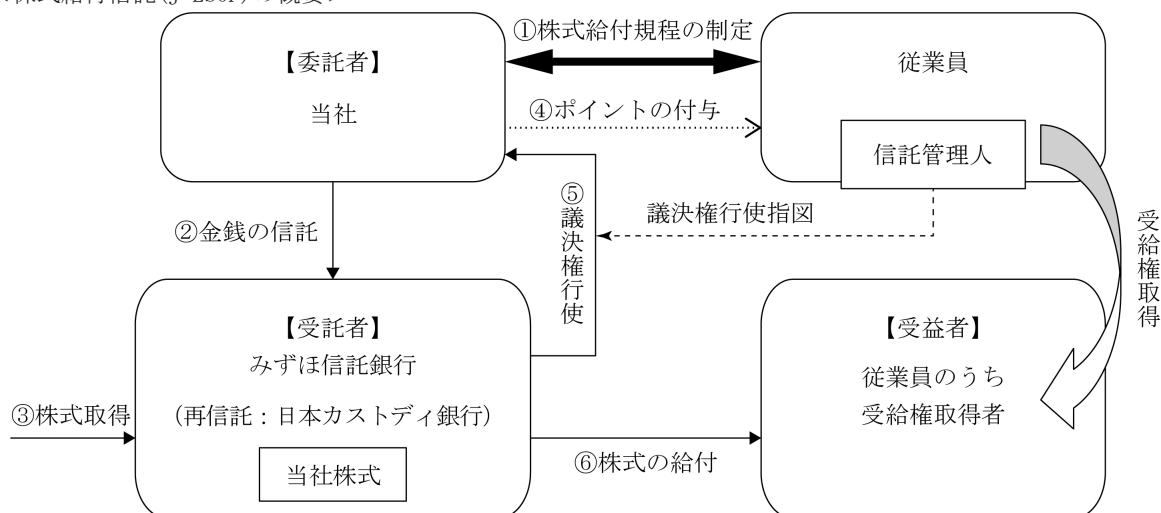 株式給付信託(J-ESOP)の概要
①株式給付規程の制定
【委託者】
当社
従業員
④ポイントの付与
信託管理人
②金銭の信託
⑤議決権行使
議決権行使指図
受給権取得
【受託者】
みずほ信託銀行
(再信託：日本カストディ銀行)
当社株式
③株式取得
【受益者】
従業員のうち
受給権取得者
⑥株式の給付